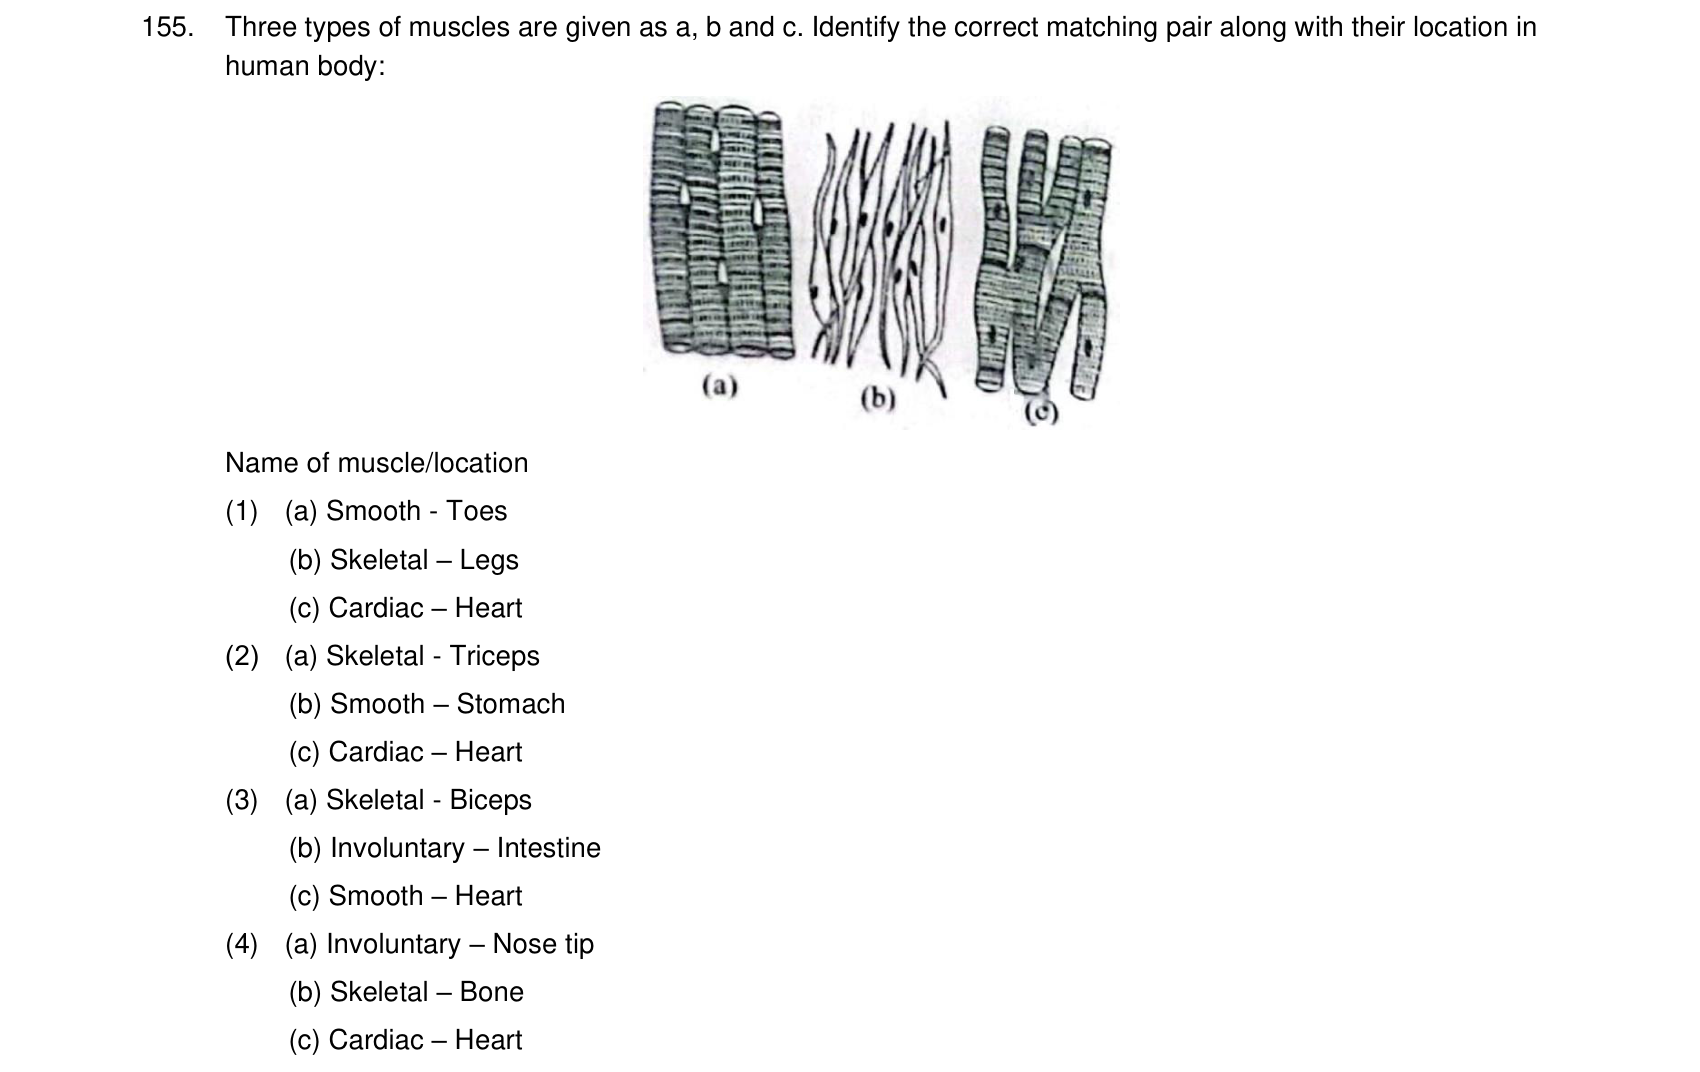 155. Three types of muscles are given as a, b and c. Identify the correct matching pair along with their location in
human body:
(a) (b) (c)
Name of muscle/location
(1) (a) Smooth - Toes
(b) Skeletal – Legs
(c) Cardiac – Heart
(2) (a) Skeletal - Triceps
(b) Smooth – Stomach
(c) Cardiac – Heart
(3) (a) Skeletal - Biceps
(b) Involuntary – Intestine
(c) Smooth – Heart
(4) (a) Involuntary – Nose tip
(b) Skeletal – Bone
(c) Cardiac – Heart